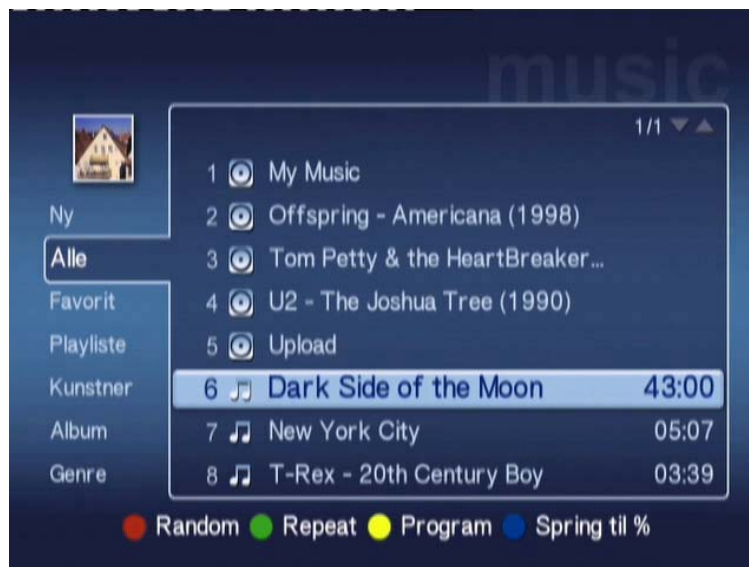 music
1/1
1 My Music
Ny
2 Offspring - Americana (1998)
Alle
3 Tom Petty & the HeartBreaker...
Favorit
4 U2 - The Joshua Tree (1990)
Playliste
5 Upload
Kunstner
6 Dark Side of the Moon 43:00
Album
7 New York City 05:07
Genre
8 T-Rex - 20th Century Boy 03:39
Random Repeat Program Spring til %